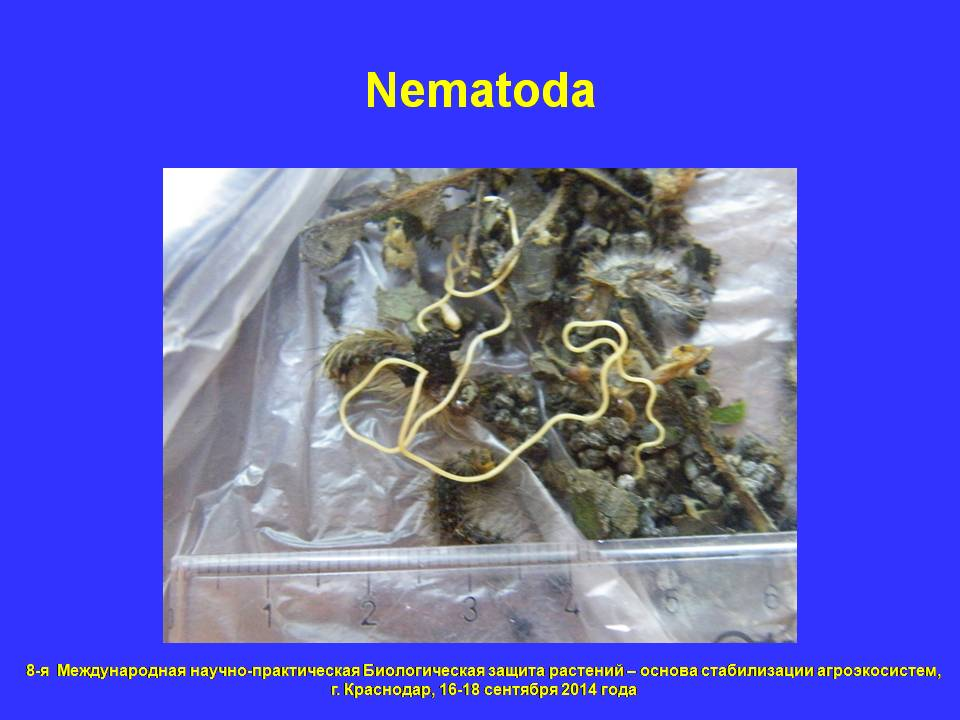 Nematoda
1 2 3 4 5 6
8-я Международная научно-практическая Биологическая защита растений – основа стабилизации агроэкосистем,
г. Краснодар, 16-18 сентября 2014 года